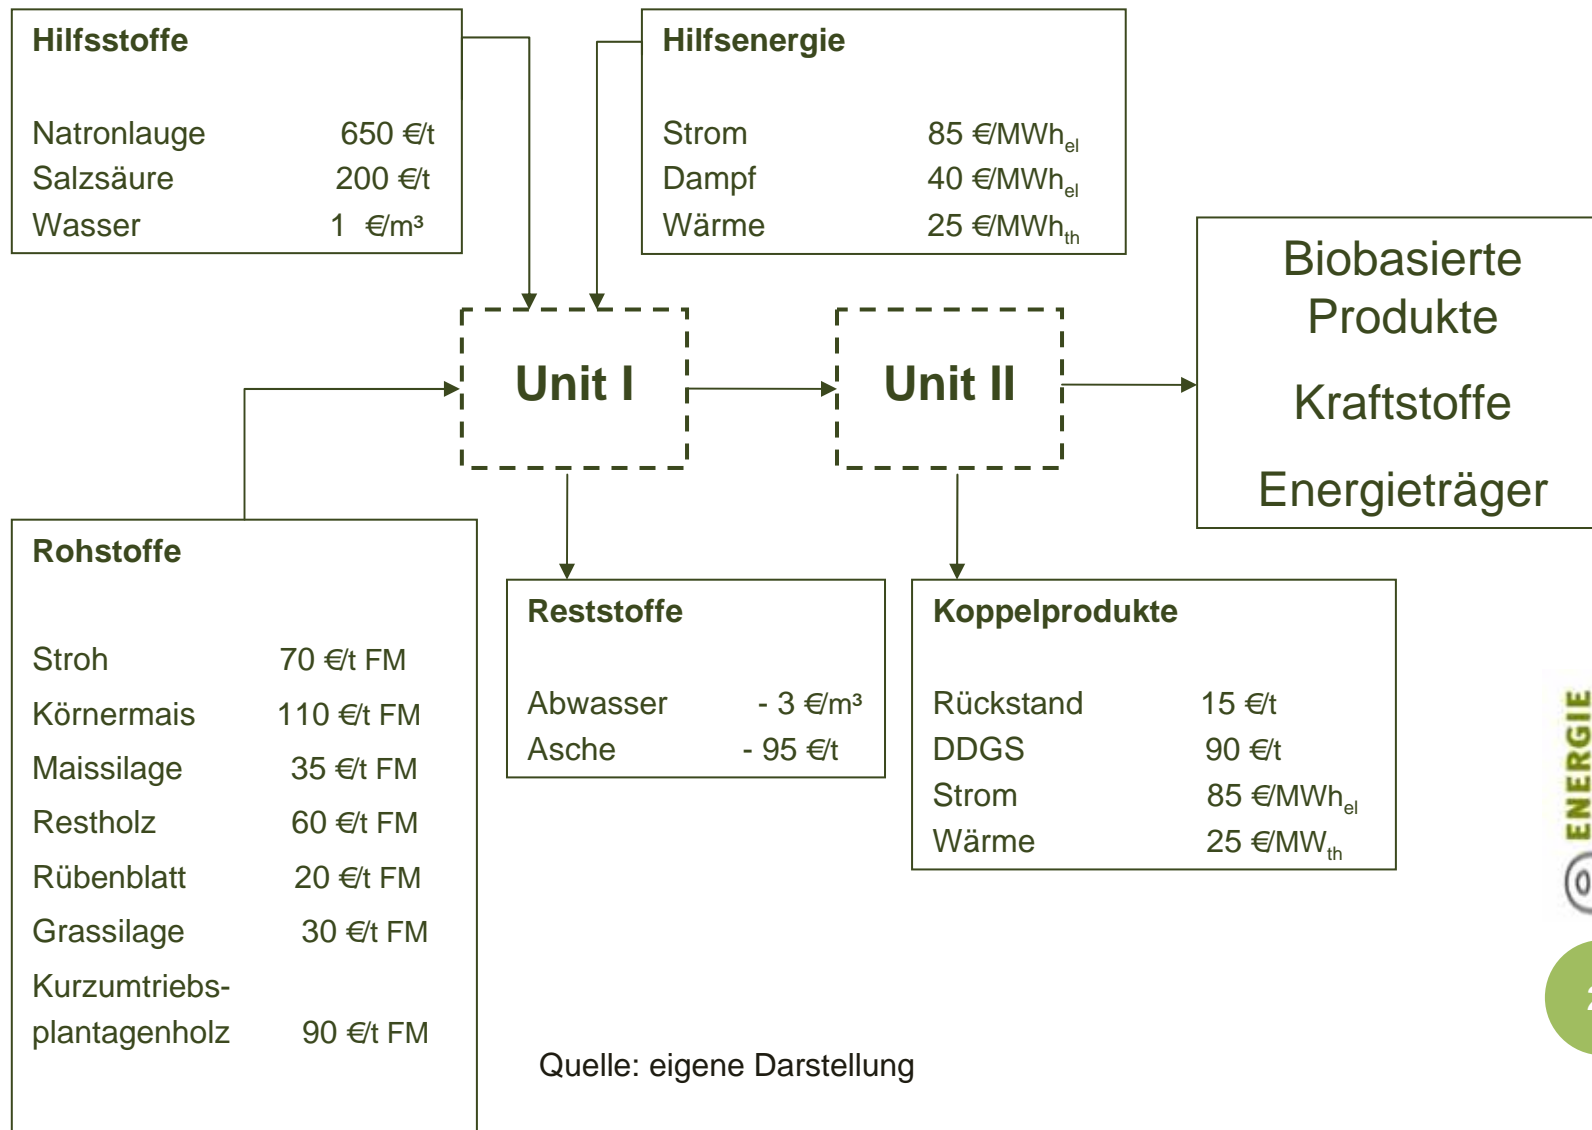 Hilfsstoffe
Natronlauge 650 €/t
Salzsäure 200 €/t
Wasser 1 €/m³
Hilfsenergie
Strom 85 €/MWhel
Dampf 40 €/MWhel
Wärme 25 €/MWhth
Biobasierte
Produkte
Kraftstoffe
Energieträger
Unit I
Unit II
Rohstoffe
Stroh 70 €/t FM
Körnermais 110 €/t FM
Maissilage 35 €/t FM
Restholz 60 €/t FM
Rübenblatt 20 €/t FM
Grassilage 30 €/t FM
Kurzumtriebs-
plantagenholz 90 €/t FM
Reststoffe
Abwasser - 3 €/m³
Asche - 95 €/t
Koppelprodukte
Rückstand 15 €/t
DDGS 90 €/t
Strom 85 €/MWhel
Wärme 25 €/MWth
ENERGIE
Quelle: eigene Darstellung